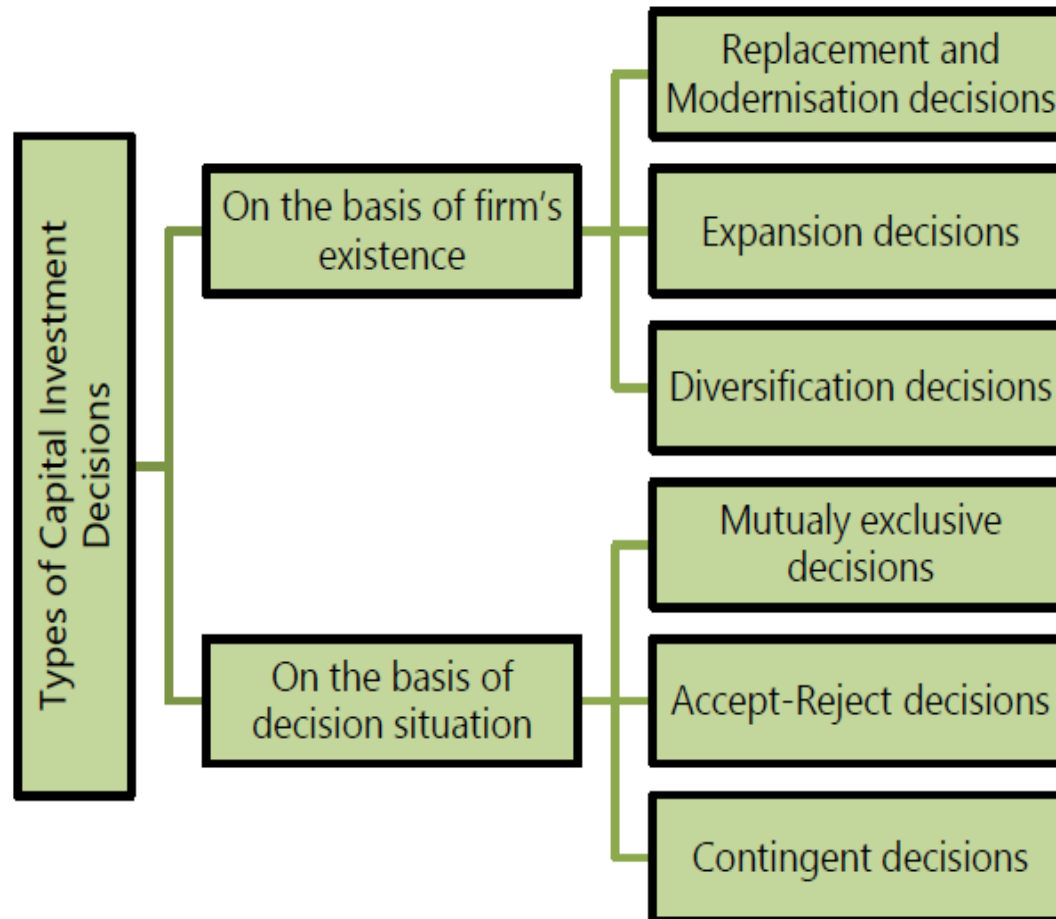 Types of Capital Investment
Decisions
On the basis of firm's
existence
Replacement and
Modernisation decisions
Expansion decisions
Diversification decisions
On the basis of
decision situation
Mutualy exclusive
decisions
Accept-Reject decisions
Contingent decisions